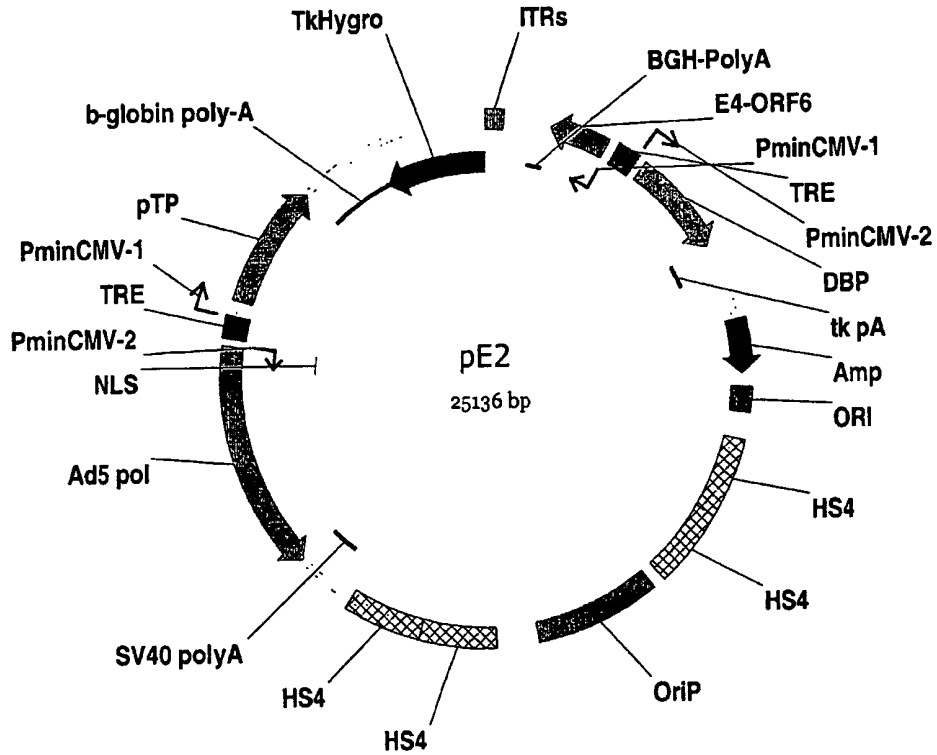 TkHygro
ITRs
BGH-PolyA
E4-ORF6
b-globin poly-A
PminCMV-1
TRE
pTP
PminCMV-2
PminCMV-1
DBP
TRE
tk pA
PminCMV-2
pE2
Amp
NLS
25136 bp
ORI
Ad5 pol
HS4
HS4
SV40 polyA
OriP
HS4
HS4